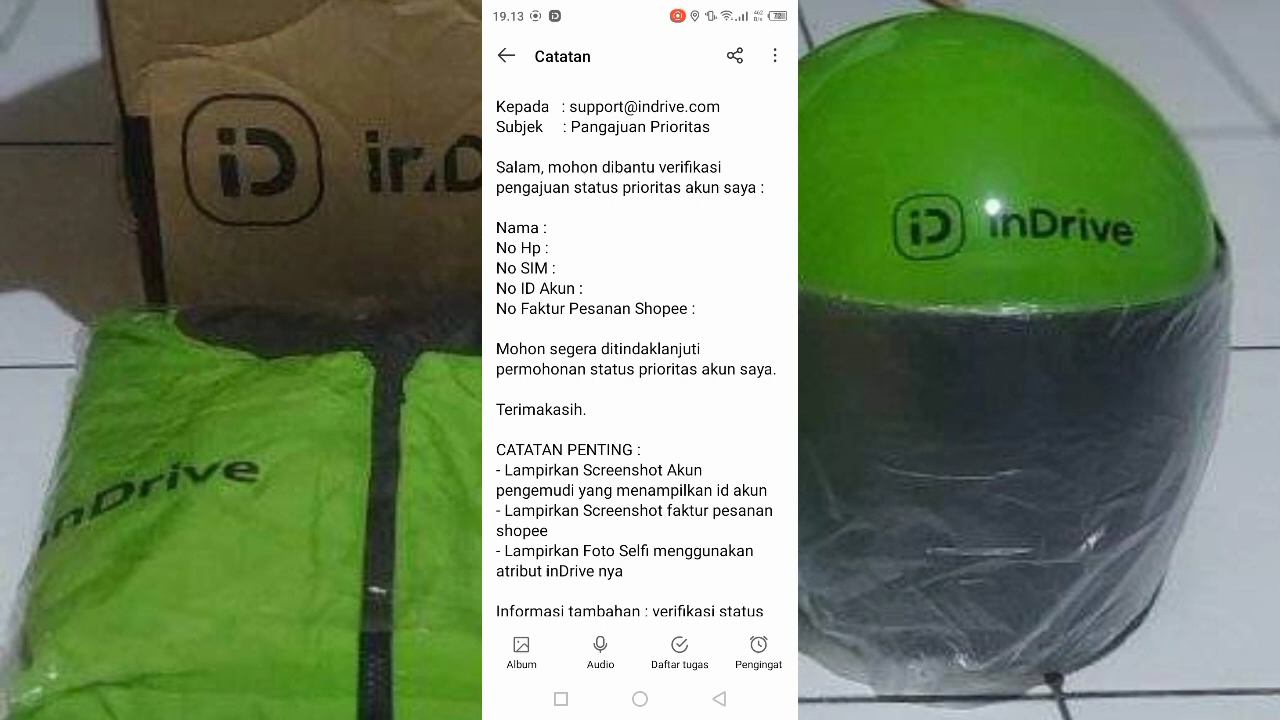 iD
inDrive
19.13
Catatan
Kepada : support@indrive.com
Subjek : Pangajuan Prioritas
Salam, mohon dibantu verifikasi
pengajuan status prioritas akun saya :
Nama :
No Hp :
No SIM :
No ID Akun :
No Faktur Pesanan Shopee :
Mohon segera ditindaklanjuti
permohonan status prioritas akun saya.
Terimakasih.
CATATAN PENTING :
- Lampirkan Screenshot Akun
pengemudi yang menampilkan id akun
- Lampirkan Screenshot faktur pesanan
shopee
- Lampirkan Foto Selfi menggunakan
atribut inDrive nya
Informasi tambahan : verifikasi status
Album Audio Daftar tugas Pengingat
iD inDrive